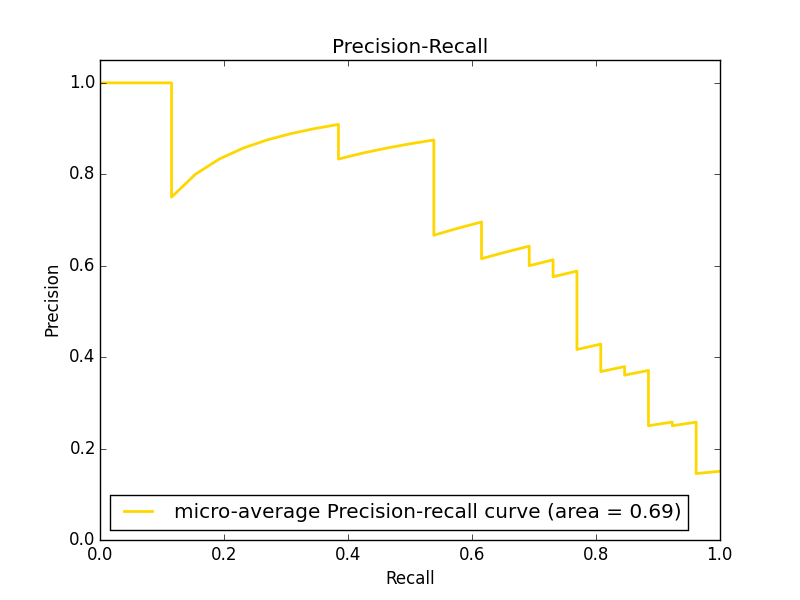 Precision-Recall
1.0
0.8
0.6
0.4
0.2
0.0
Precision
micro-average Precision-recall curve (area = 0.69)
0.0 0.2 0.4 0.6 0.8 1.0
Recall